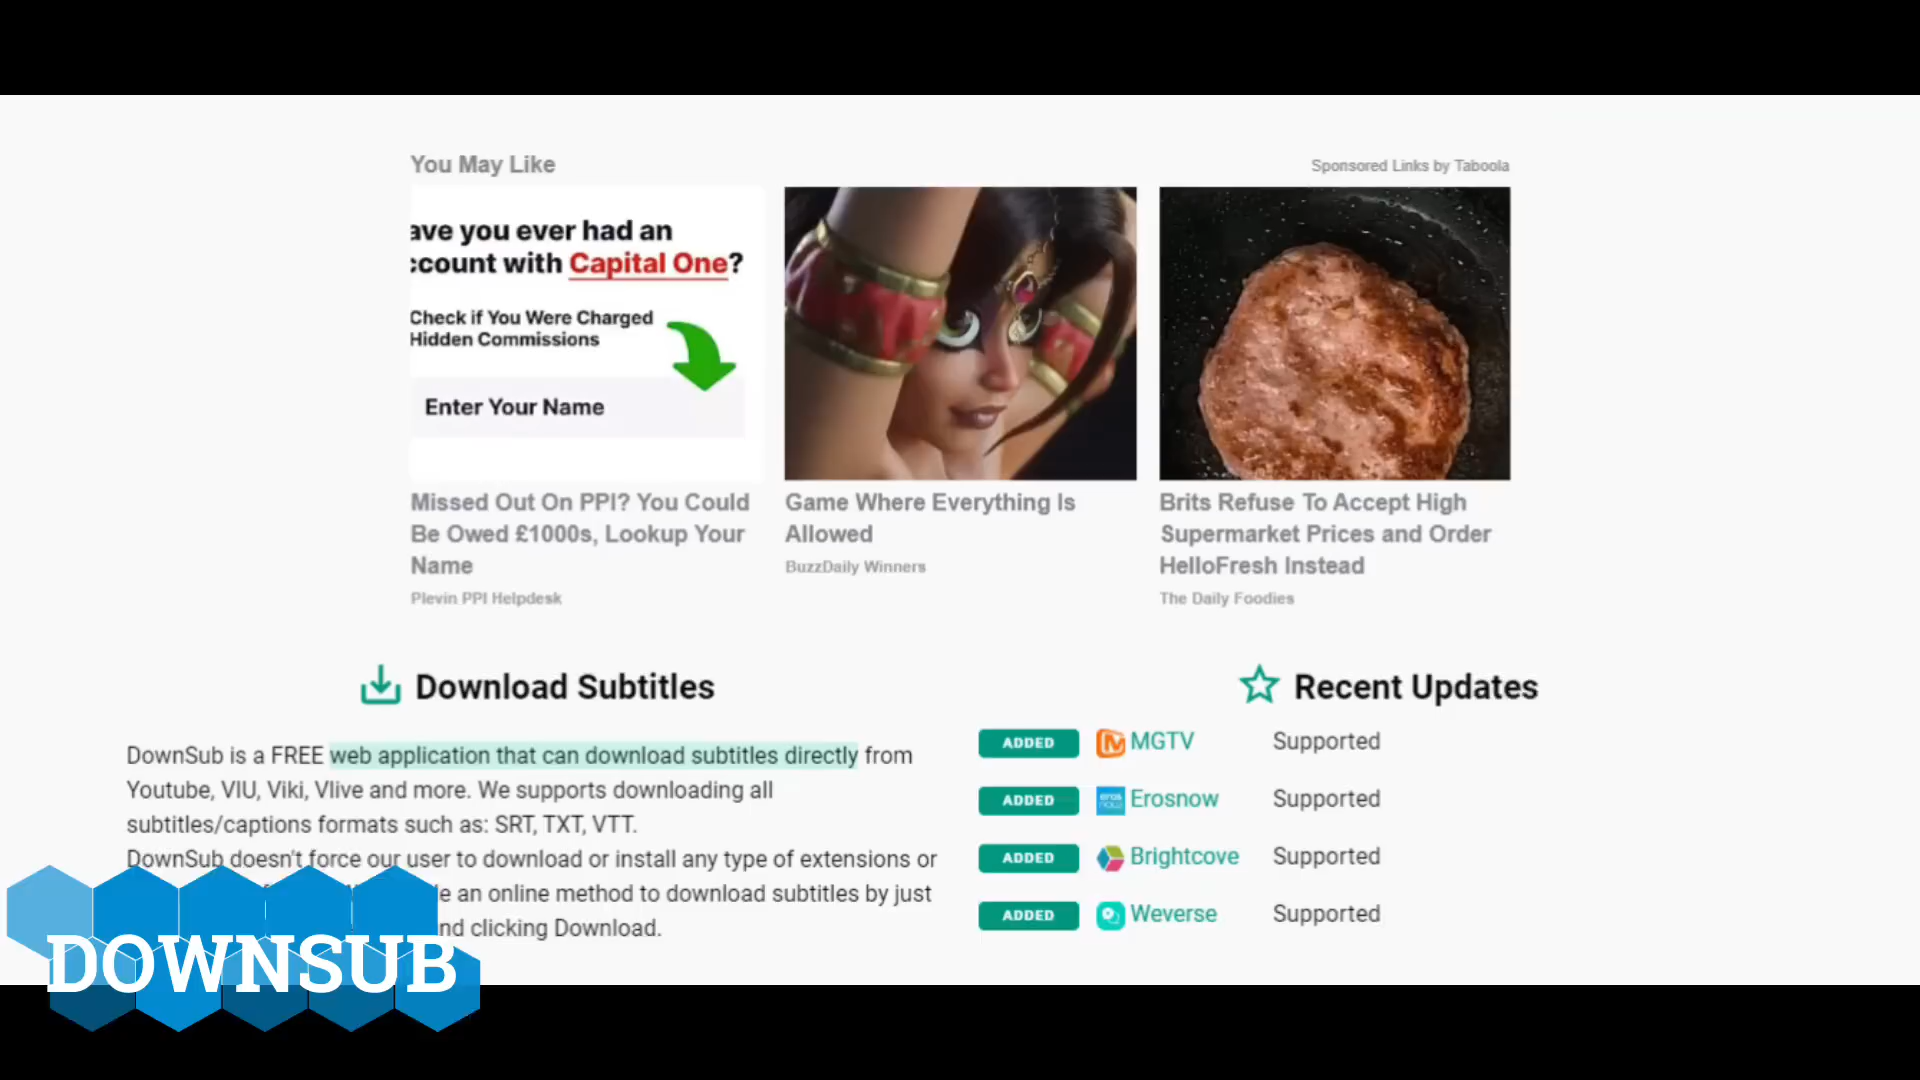 You May Like
Sponsored Links by Taboola
ave you ever had an
ccount with Capital One?
Check if You Were Charged
Hidden Commissions
Enter Your Name
Missed Out On PPI? You Could
Be Owed £1000s, Lookup Your
Name
Plevin PPI Helpdesk
Game Where Everything Is
Allowed
BuzzDaily Winners
Brits Refuse To Accept High
Supermarket Prices and Order
HelloFresh Instead
The Daily Foodies
Download Subtitles
DownSub is a FREE web application that can download subtitles directly from
Youtube, VIU, Viki, Vlive and more. We supports downloading all
subtitles/captions formats such as: SRT, TXT, VTT.
DownSub doesn't force our user to download or install any type of extensions or
an online method to download subtitles by just
nd clicking Download.
Recent Updates
ADDED MGTV Supported
ADDED Erosnow Supported
ADDED Brightcove Supported
ADDED Weverse Supported
DOWNSUB